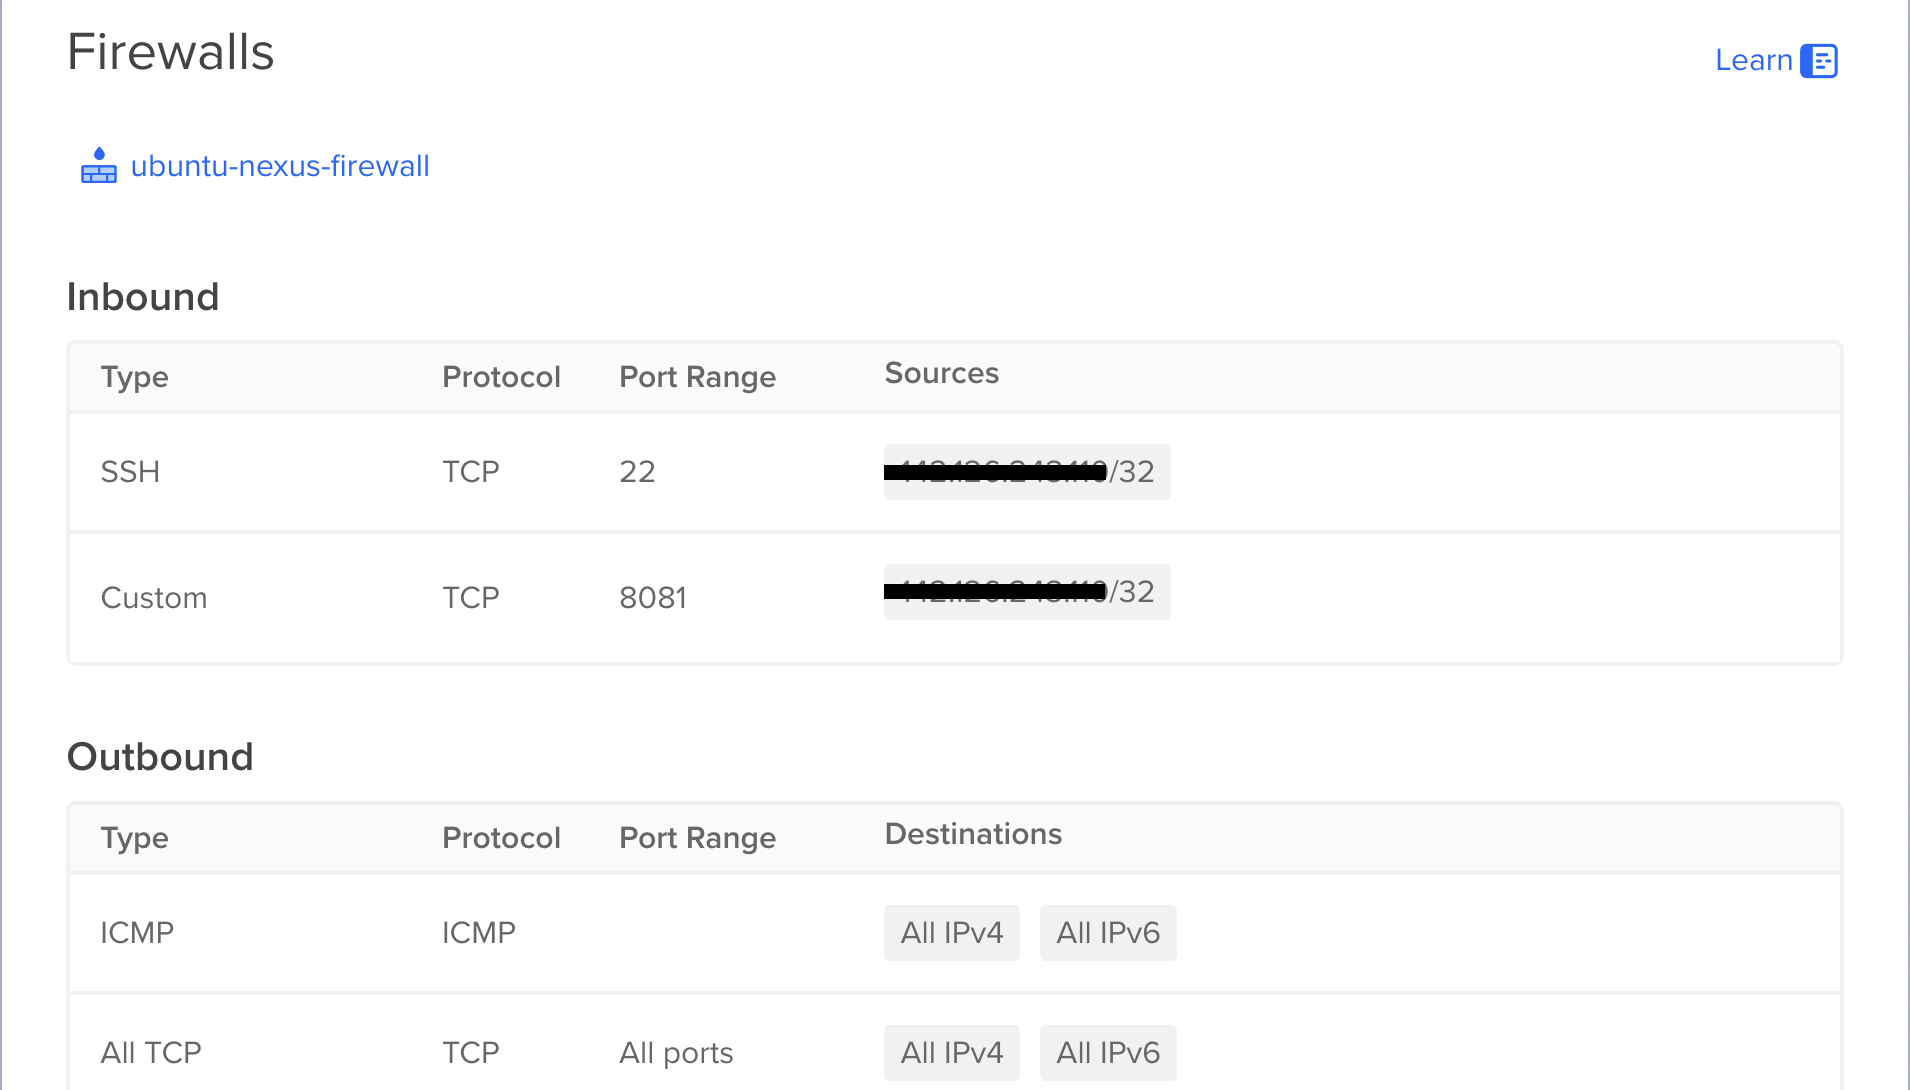 Firewalls
Learn
ubuntu-nexus-firewall
Inbound
Type Protocol Port Range Sources
SSH TCP 22 /32
Custom TCP 8081 /32
Outbound
Type Protocol Port Range Destinations
ICMP ICMP All IPv4 All IPv6
All TCP TCP All ports All IPv4 All IPv6